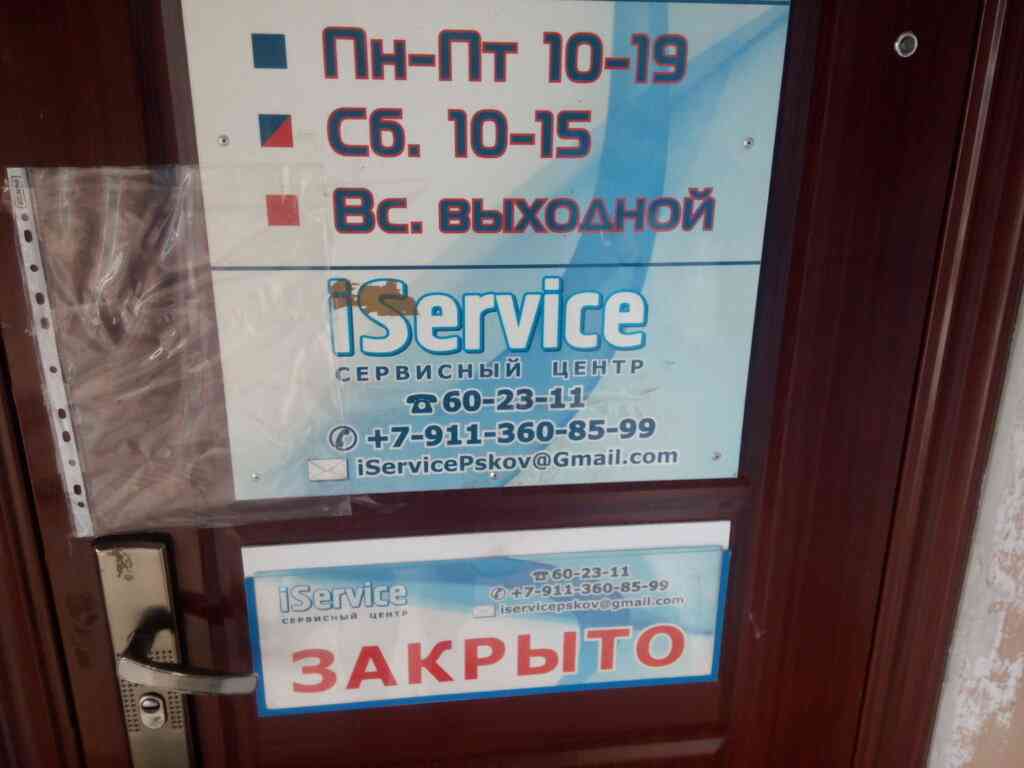 Пн-Пт 10-19
Сб. 10-15
Вс. выходной
iService
СЕРВИСНЫЙ ЦЕНТР
☎60-23-11
✆ +7-911-360-85-99
iServicePskov@Gmail.com
iService
СЕРВИСНЫЙ ЦЕНТР
☎60-23-11
✆ +7-911-360-85-99
iservicepskov@gmail.com
ЗАКРЫТО